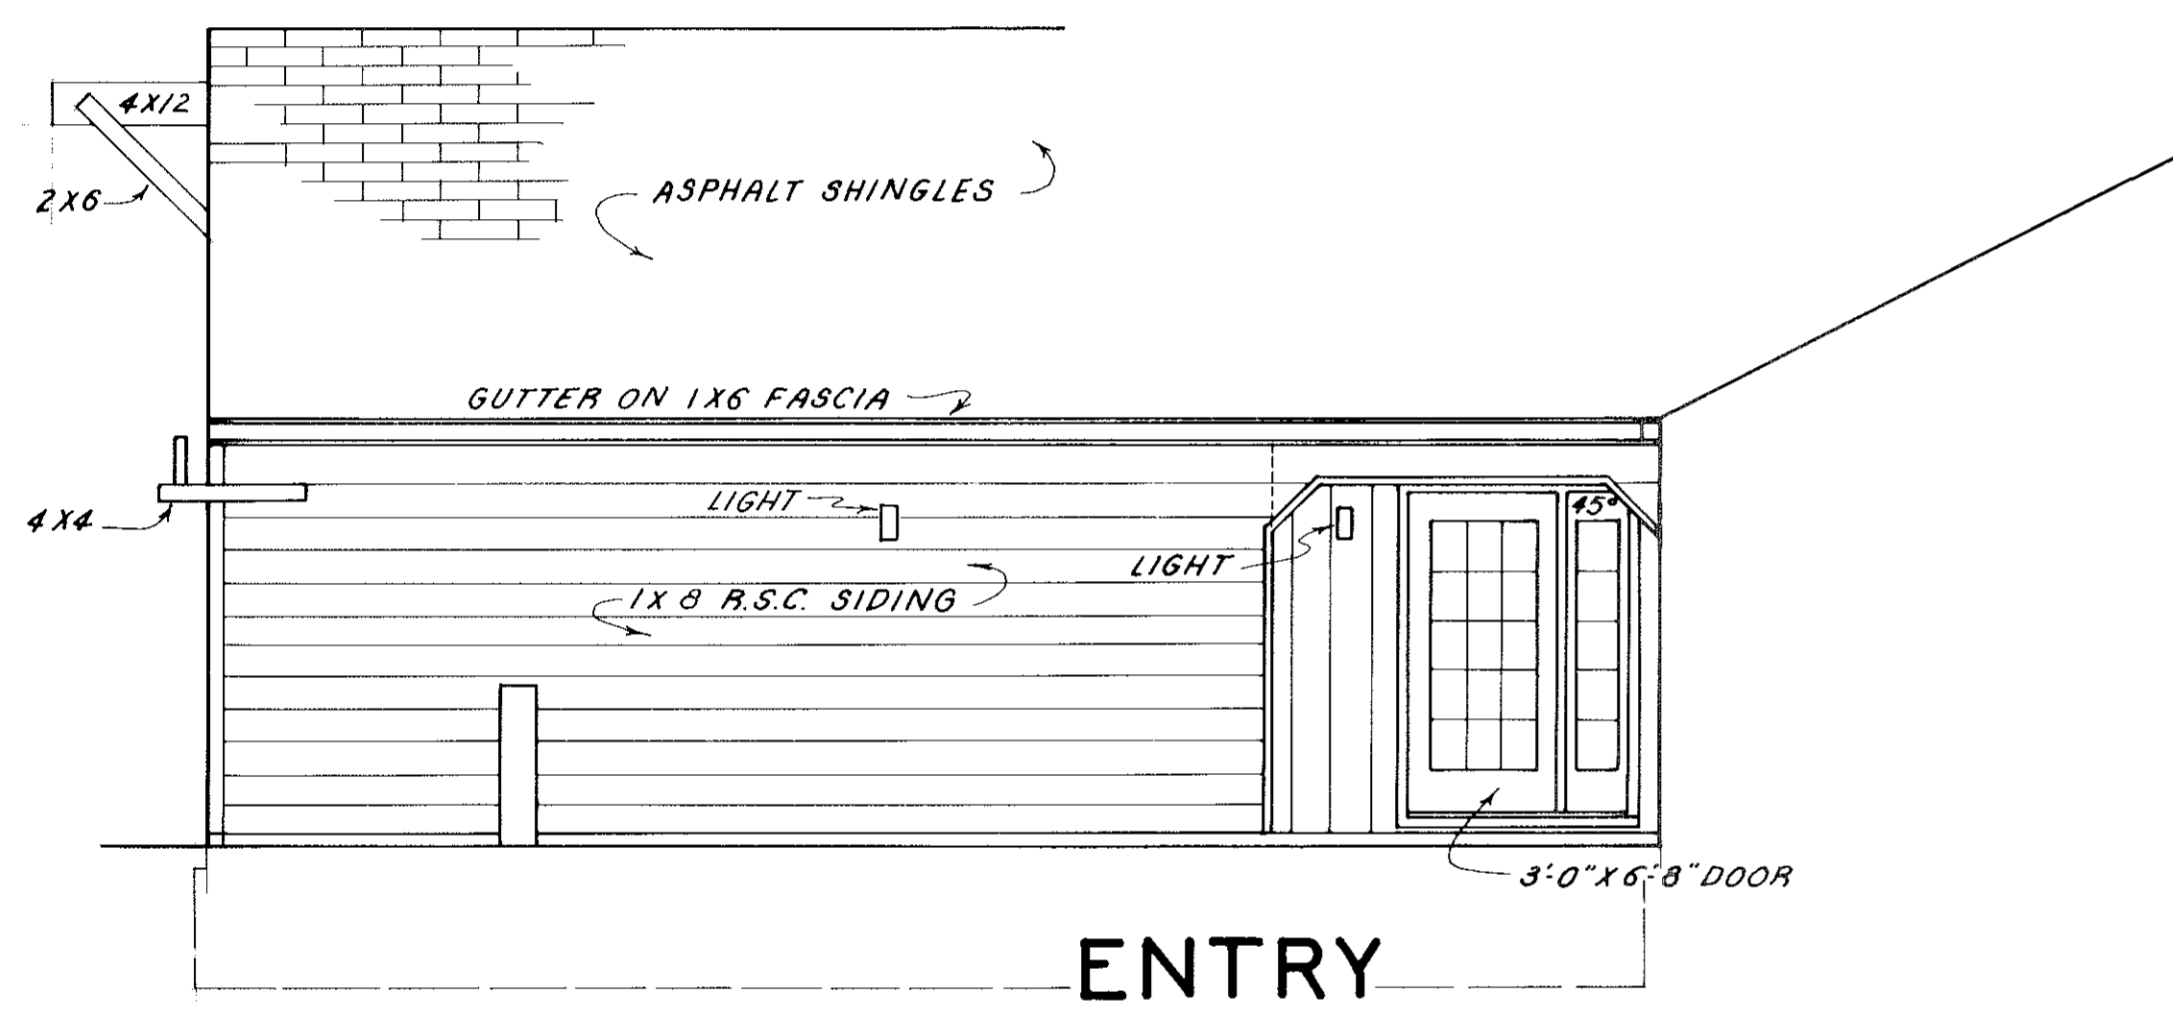 4X12
2X6
ASPHALT SHINGLES
GUTTER ON 1X6 FASCIA
4X4
LIGHT
45°
LIGHT
1X8 R.S.C. SIDING
3'-0"X6'-8" DOOR
ENTRY